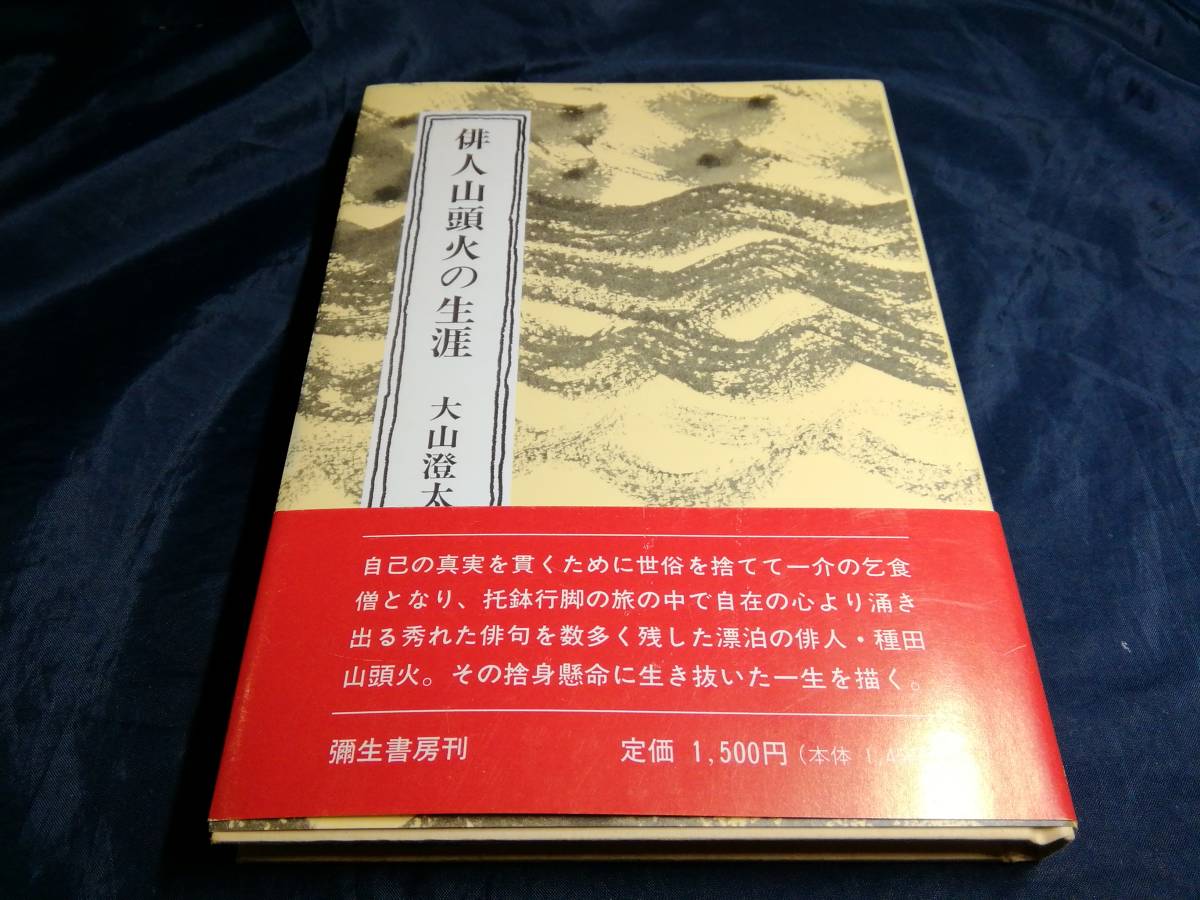 俳人山頭火の生涯
大山澄太
自己の真実を貫くために世俗を捨てて一介の乞食
僧となり、托鉢行脚の旅の中で自在の心より涌き
出る秀れた俳句を数多く残した漂泊の俳人・種田
山頭火。その捨身懸命に生き抜いた一生を描く。
彌生書房刊
定価 1,500円(本体 1,45